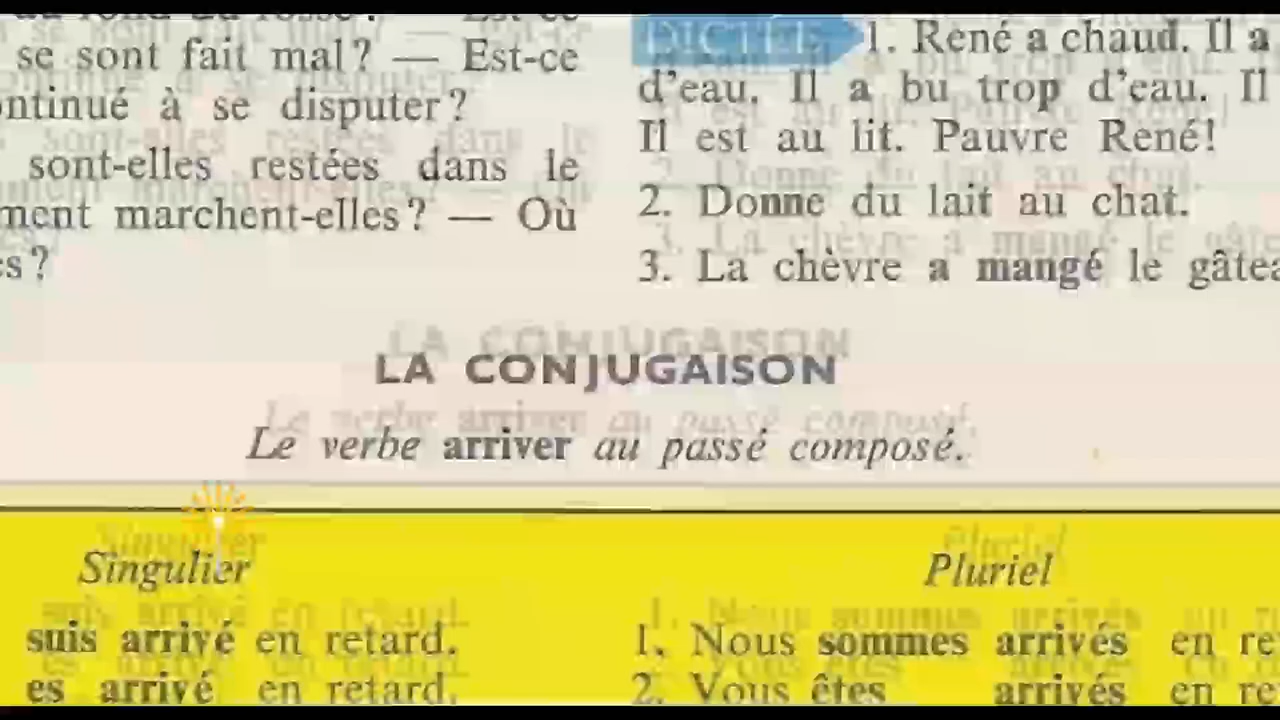 se sont fait mal? — Est-ce
ontinué à se disputer?
sont-elles restées dans le
ment marchent-elles? — Où
es?
DICTÉES 1. René a chaud. Il a
d'eau. Il a bu trop d'eau. Il
Il est au lit. Pauvre René!
2. Donne du lait au chat.
3. La chèvre a mangé le gâtea
LA CONJUGAISON
Le verbe arriver au passé composé.
Singulier
suis arrivé en retard.
es arrivé en retard.
Pluriel
1. Nous sommes arrivés en re
2. Vous êtes arrivés en re